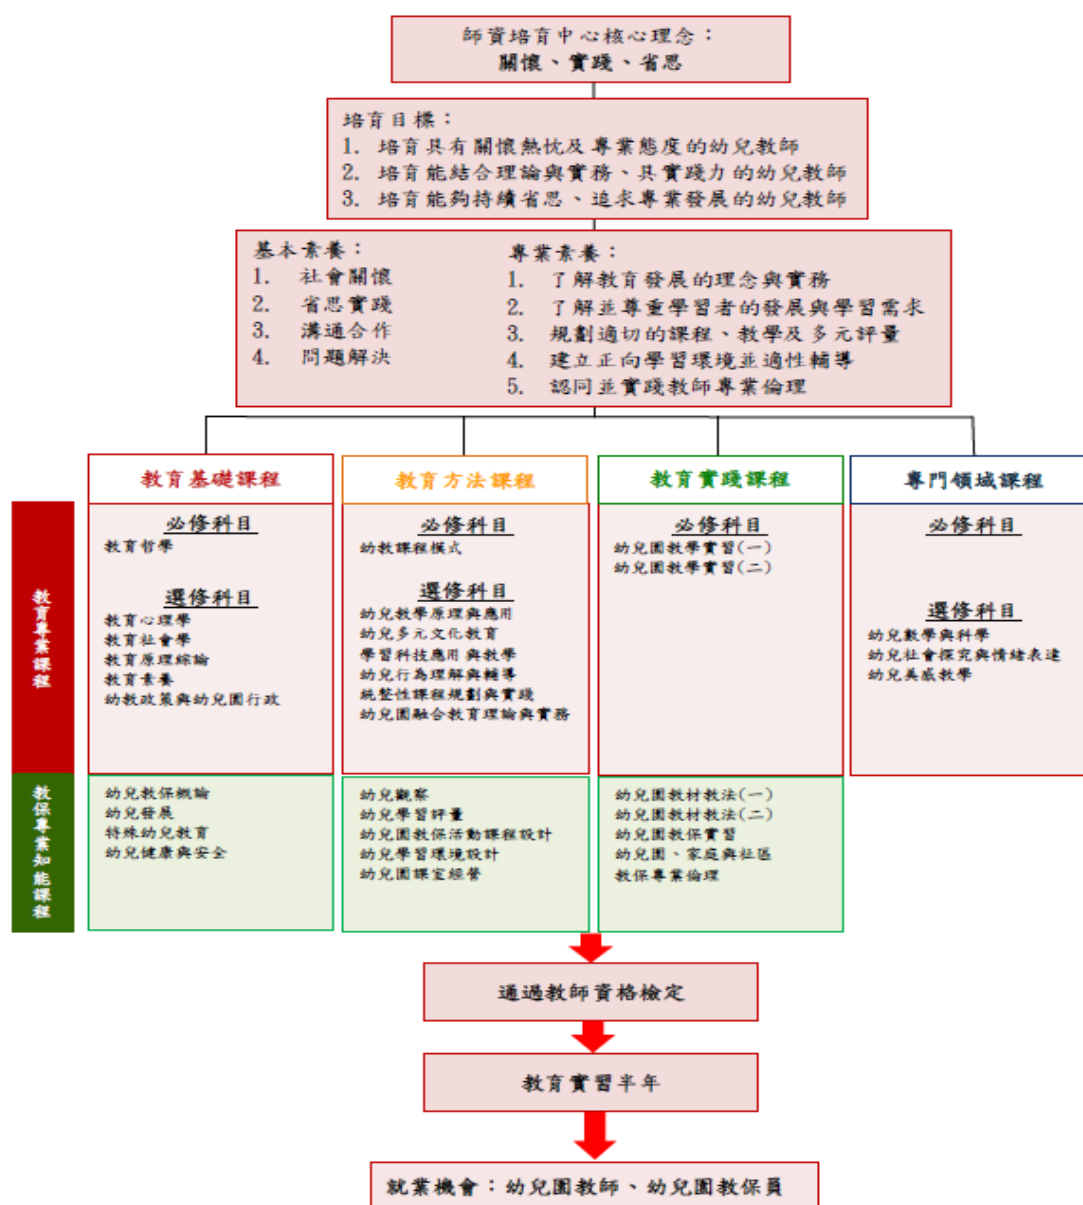 師資培育中心核心理念：
關懷、實踐、省思
培育目標：
1. 培育具有關懷熱忱及專業態度的幼兒教師
2. 培育能結合理論與實務、具實踐力的幼兒教師
3. 培育能夠持續省思、追求專業發展的幼兒教師
基本素養：
1. 社會關懷
2. 省思實踐
3. 溝通合作
4. 問題解決
專業素養：
1. 了解教育發展的理念與實務
2. 了解並尊重學習者的發展與學習需求
3. 規劃適切的課程、教學及多元評量
4. 建立正向學習環境並適性輔導
5. 認同並實踐教師專業倫理
教育基礎課程
教育方法課程
教育實踐課程
專門領域課程
教育專業課程
必修科目
教育哲學
選修科目
教育心理學
教育社會學
教育原理綜論
教育素養
幼教政策與幼兒園行政
必修科目
幼教課程模式
選修科目
幼兒教學原理與應用
幼兒多元文化教育
學習科技應用與教學
幼兒行為理解與輔導
統整性課程規劃與實踐
幼兒園融合教育理論與實務
必修科目
幼兒園教學實習(一)
幼兒園教學實習(二)
必修科目
選修科目
幼兒數學與科學
幼兒社會探究與情緒表達
幼兒美感教學
教保專業知能課程
幼兒教保概論
幼兒發展
特殊幼兒教育
幼兒健康與安全
幼兒觀察
幼兒學習評量
幼兒園教保活動課程設計
幼兒學習環境設計
幼兒園課室經營
幼兒園教材教法(一)
幼兒園教材教法(二)
幼兒園教保實習
幼兒園、家庭與社區
教保專業倫理
通過教師資格檢定
教育實習半年
就業機會：幼兒園教師、幼兒園教保員